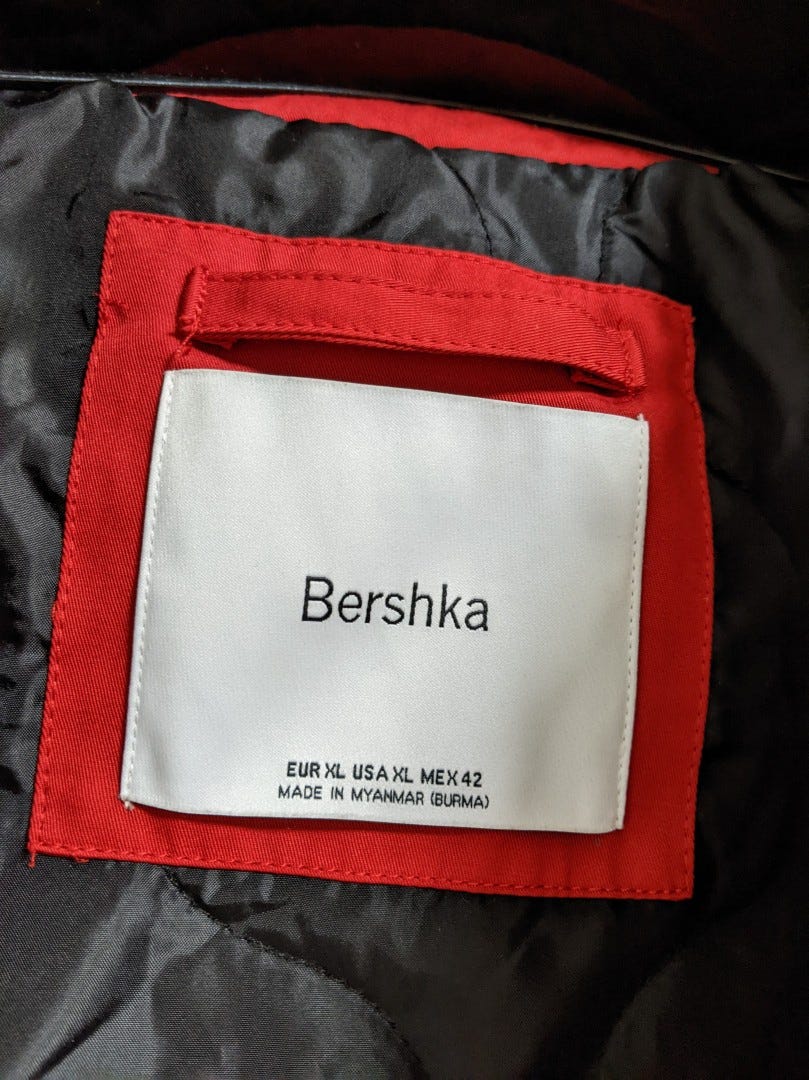 Bershka
EUR XL USA XL MEX 42
MADE IN MYANMAR (BURMA)